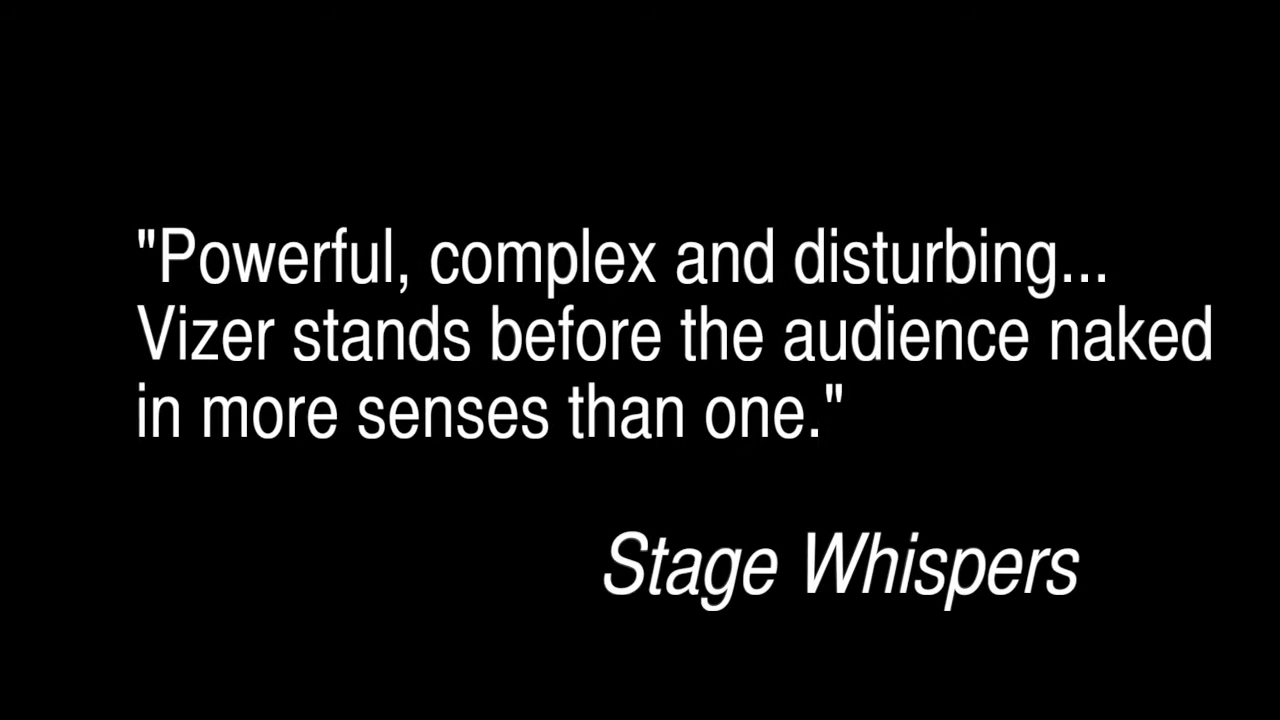 "Powerful, complex and disturbing...
Vizer stands before the audience naked
in more senses than one."
Stage Whispers